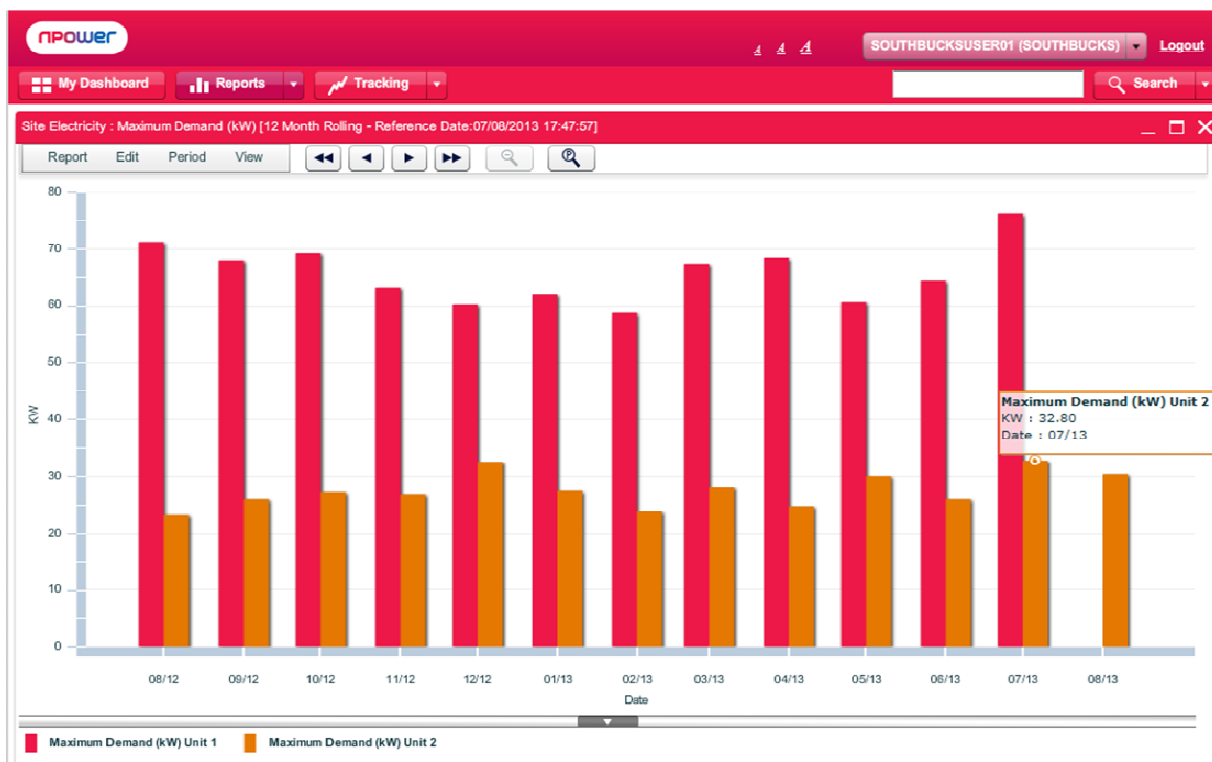 npower
A A A
SOUTHBUCKSUSER01 (SOUTHBUCKS)
Logout
My Dashboard
Reports
Tracking
Search
Site Electricity : Maximum Demand (kW) [12 Month Rolling - Reference Date:07/08/2013 17:47:57]
Report Edit Period View
80
70
60
50
40
30
20
10
0
KW
Maximum Demand (kW) Unit 2
KW : 32.80
Date : 07/13
08/12 09/12 10/12 11/12 12/12 01/13 02/13 03/13 04/13 05/13 06/13 07/13 08/13
Date
Maximum Demand (kW) Unit 1
Maximum Demand (kW) Unit 2